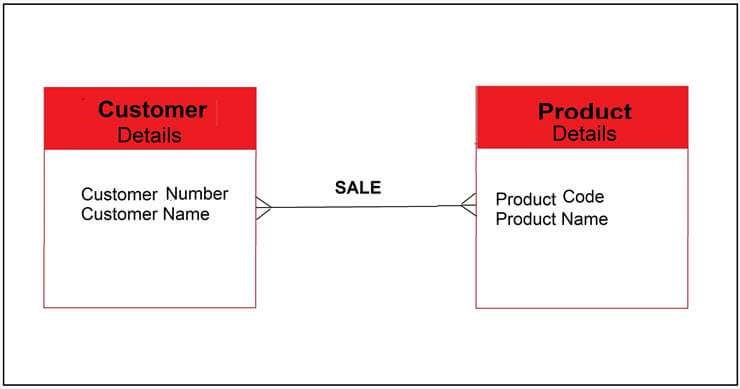 Customer
Details
Customer Number
Customer Name
SALE
Product
Details
Product Code
Product Name